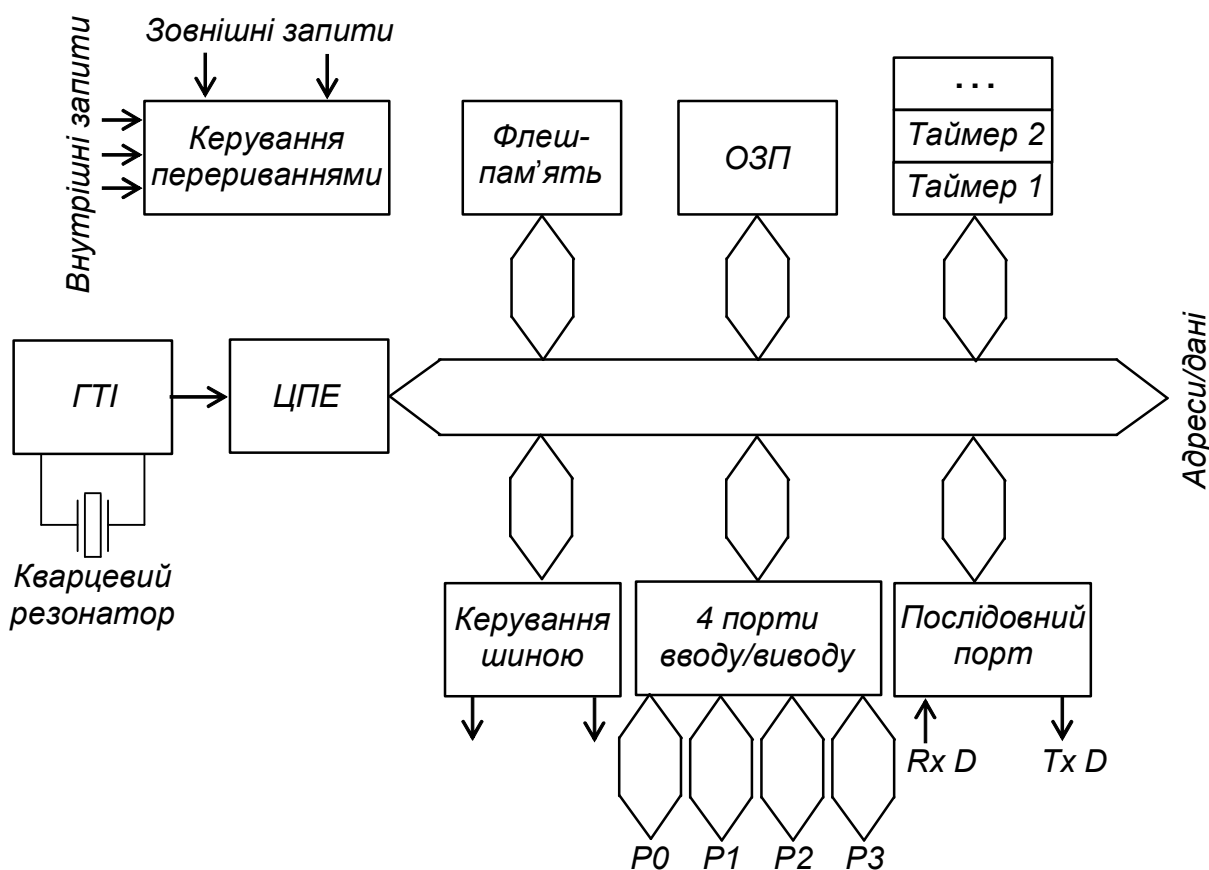 Зовнішні запити
Внутрішні запити
Керування
перериваннями
Флеш-
пам’ять
ОЗП
...
Таймер 2
Таймер 1
ГТІ
ЦПЕ
Адреси/дані
Кварцевий
резонатор
Керування
шиною
4 порти
вводу/виводу
Послідовний
порт
Rx D
Tx D
P0
P1
P2
P3